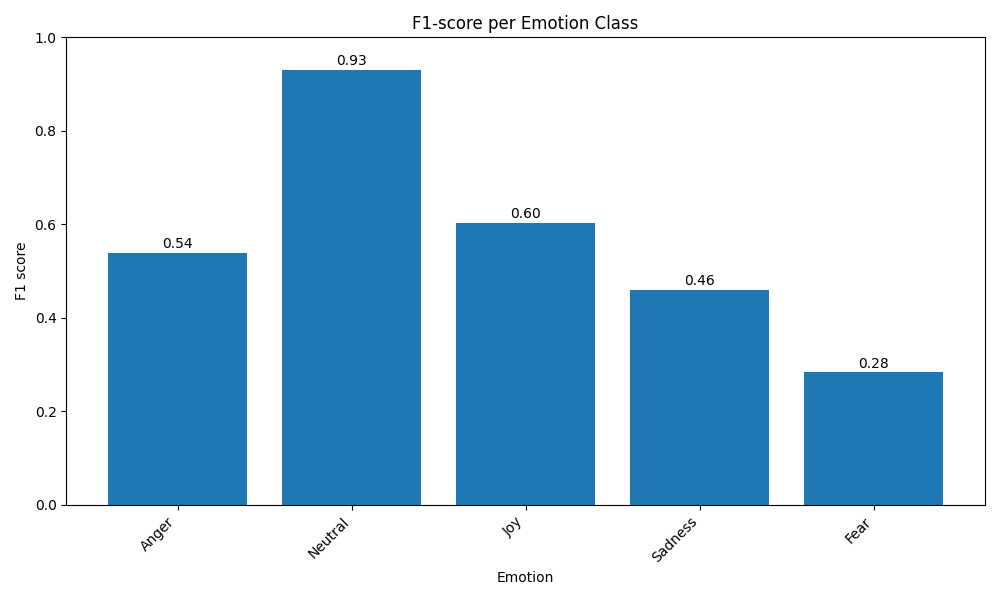 F1-score per Emotion Class
F1 score
1.0
0.8
0.6
0.4
0.2
0.0
0.54
0.93
0.60
0.46
0.28
Anger
Neutral
Joy
Sadness
Fear
Emotion